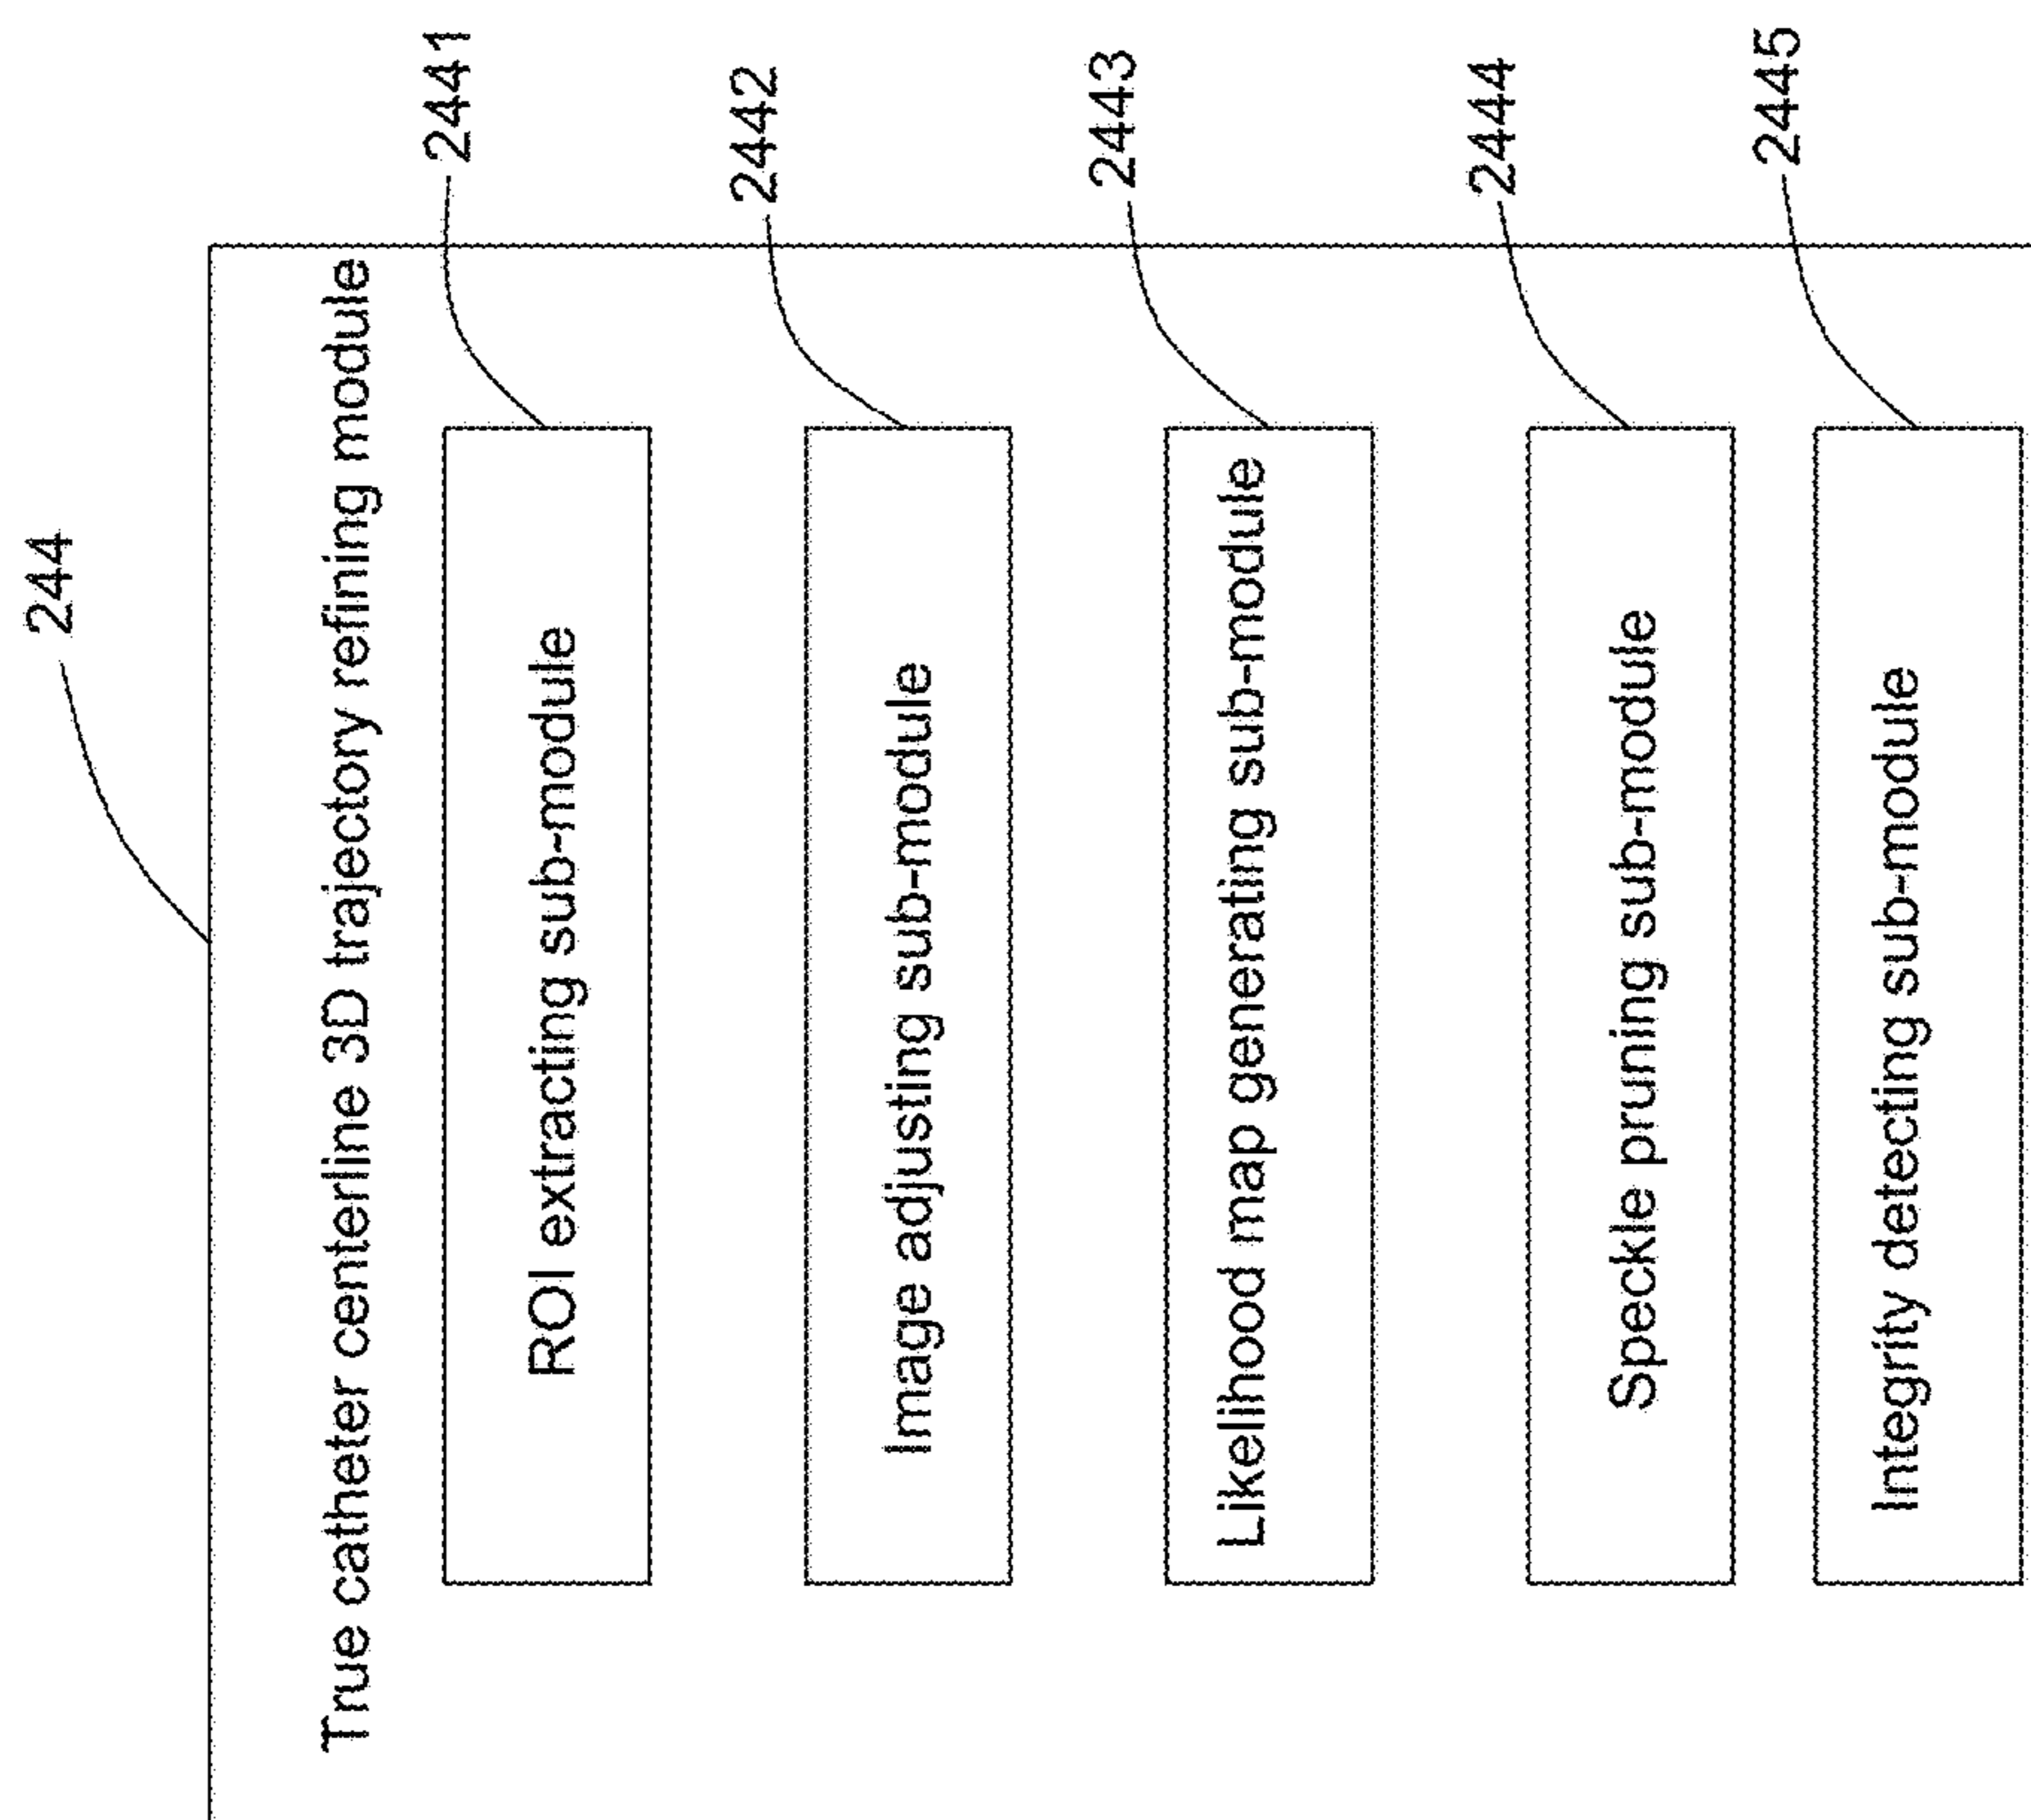 244
True catheter centerline 3D trajectory refining module
ROI extracting sub-module
2441
Image adjusting sub-module
2442
Likelihood map generating sub-module
2443
Speckle pruning sub-module
2444
Integrity detecting sub-module
2445